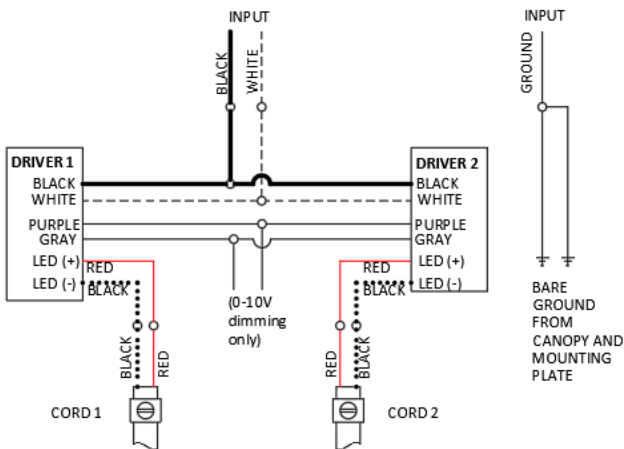 INPUT
INPUT
BLACK
WHITE
GROUND
DRIVER 1
BLACK
WHITE
PURPLE
GRAY
LED (+)
LED (-)
RED
BLACK
DRIVER 2
BLACK
WHITE
PURPLE
GRAY
LED (+)
LED (-)
RED
BLACK
(0-10V
dimming
only)
BARE
GROUND
FROM
CANOPY AND
MOUNTING
PLATE
BLACK
RED
RED
BLACK
CORD 1
CORD 2